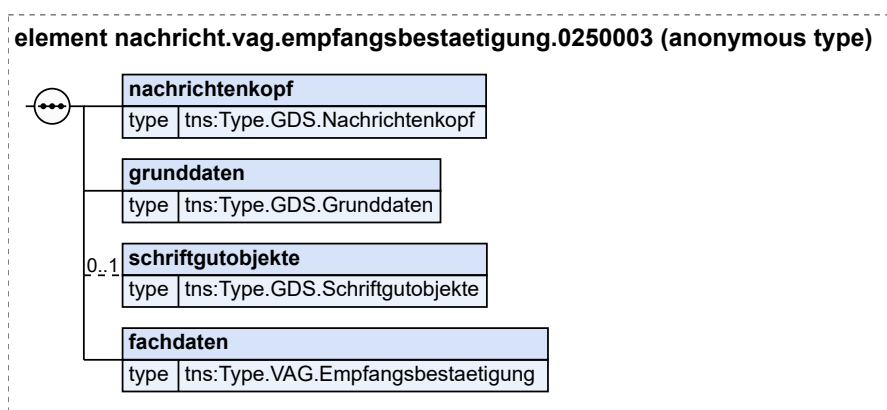 element nachricht.vag.empfangsbestaetigung.0250003 (anonymous type)
nachrichtenkopf
type tns:Type.GDS.Nachrichtenkopf
grunddaten
type tns:Type.GDS.Grunddaten
0..1 schriftgutobjekte
type tns:Type.GDS.Schriftgutobjekte
fachdaten
type tns:Type.VAG.Empfangsbestaetigung